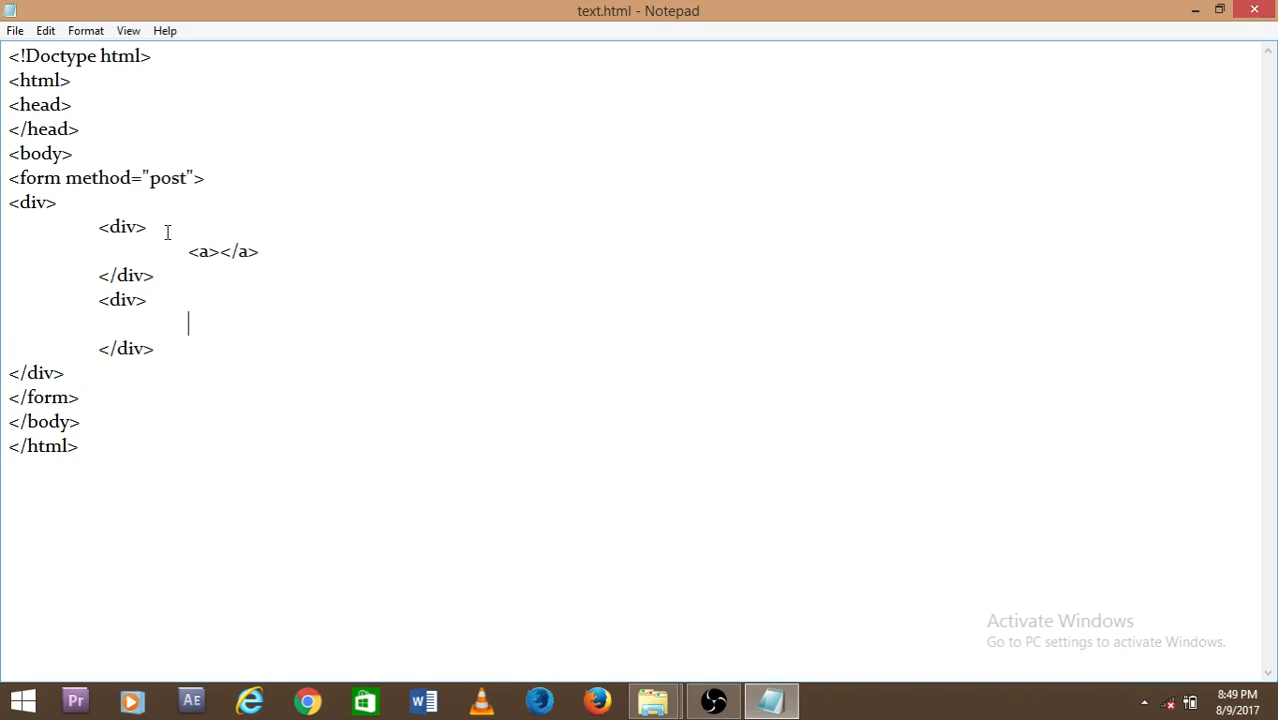 text.html - Notepad
File Edit Format View Help
<!Doctype html>
<html>
<head>
</head>
<body>
<form method="post">
<div>
<div>
<a></a>
</div>
<div>
</div>
</div>
</form>
</body>
</html>
Activate Windows
Go to PC settings to activate Windows.
Pr
AE
8:49 PM
8/9/2017